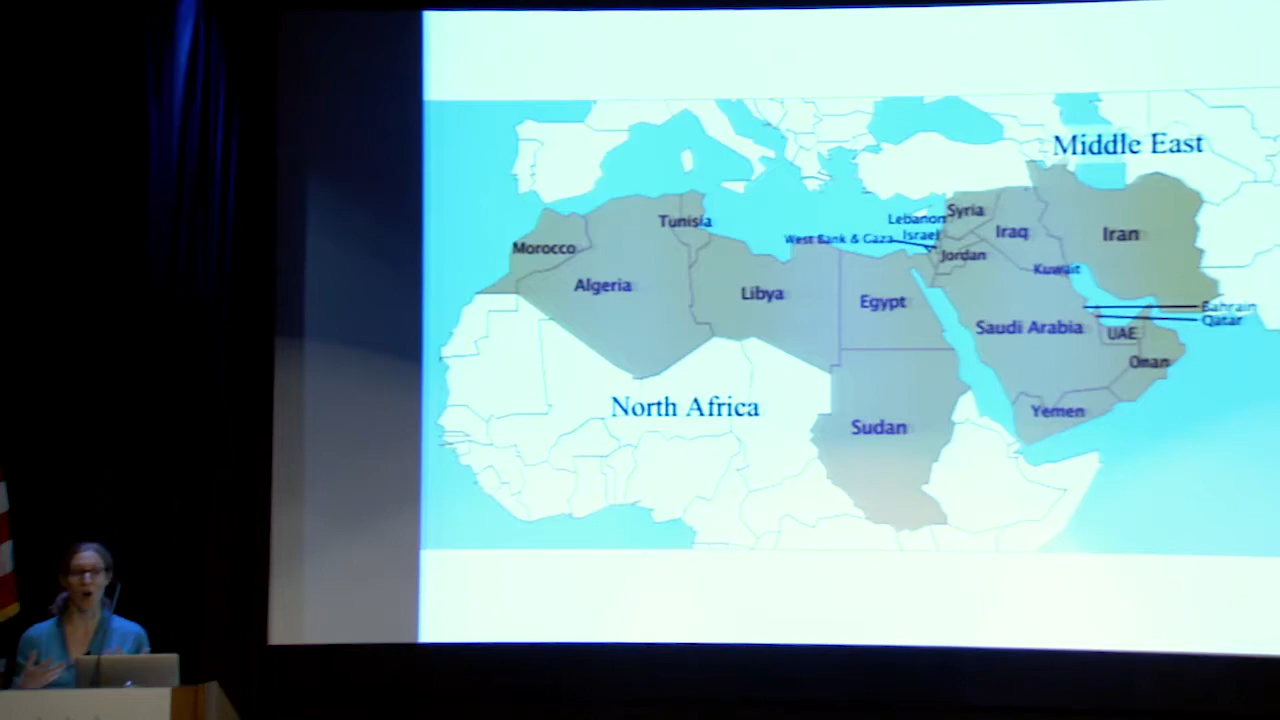 Middle East
Syria
Lebanon
Tunisia
Iraq
Iran
Israel
West Bank & Gaza
Morocco
Jordan
Kuwait
Algeria
Libya
Egypt
Bahrain
Qatar
Saudi Arabia
UAE
Oman
North Africa
Yemen
Sudan